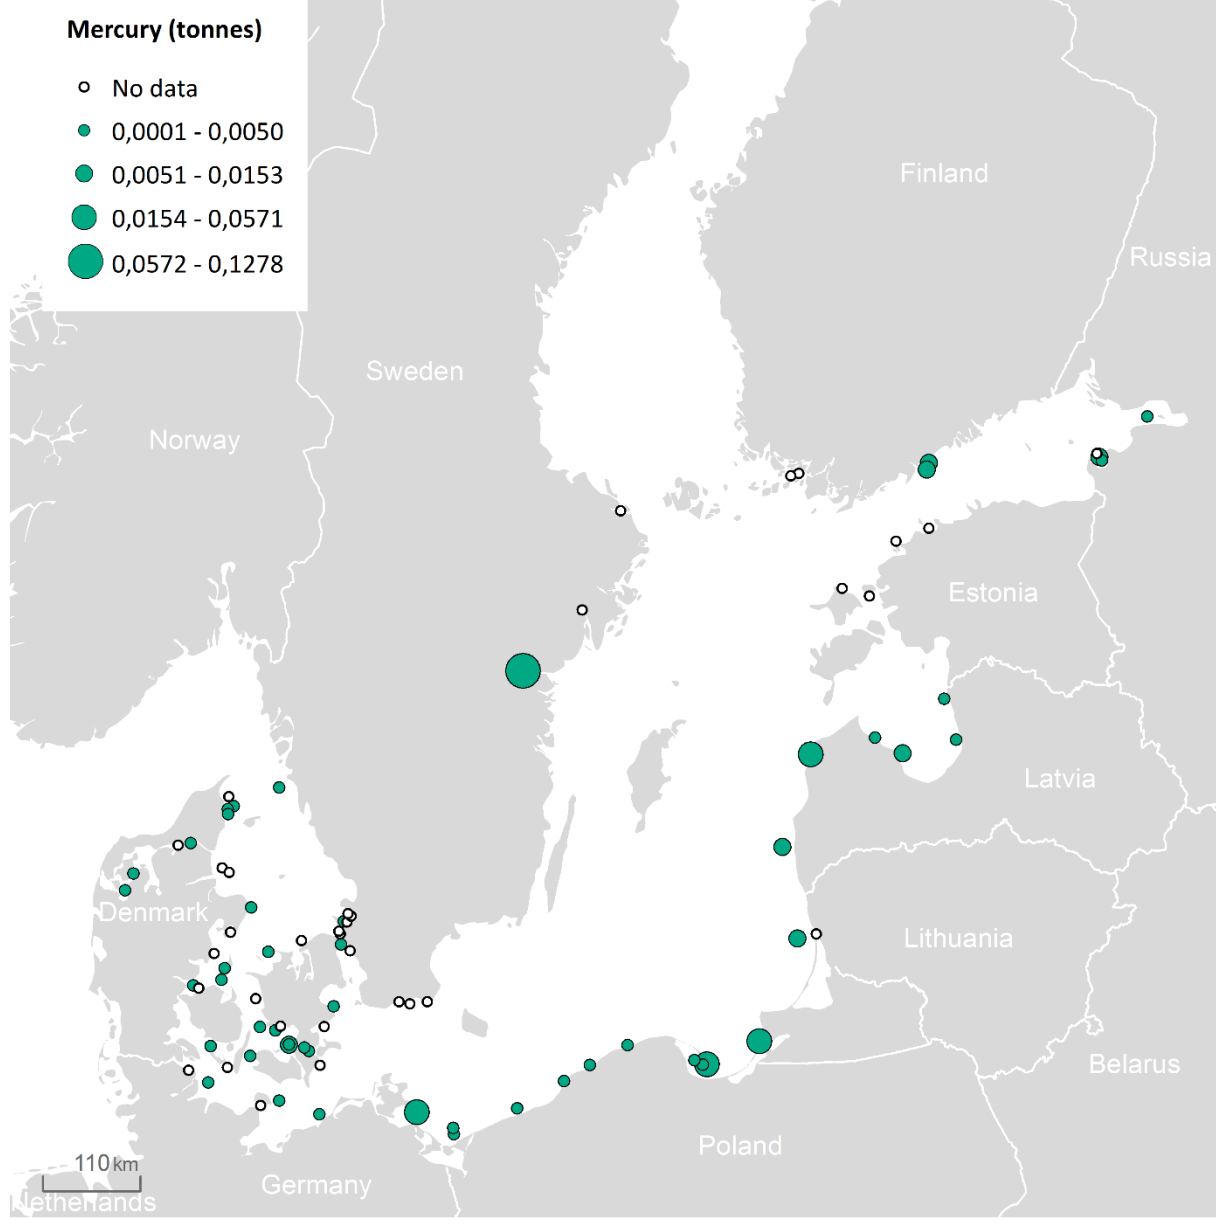 Mercury (tonnes)
No data
0,0001 - 0,0050
0,0051 - 0,0153
0,0154 - 0,0571
0,0572 - 0,1278
Finland
Russia
Sweden
Norway
Estonia
Latvia
Denmark
Lithuania
Belarus
Poland
110 km
Germany
Netherlands